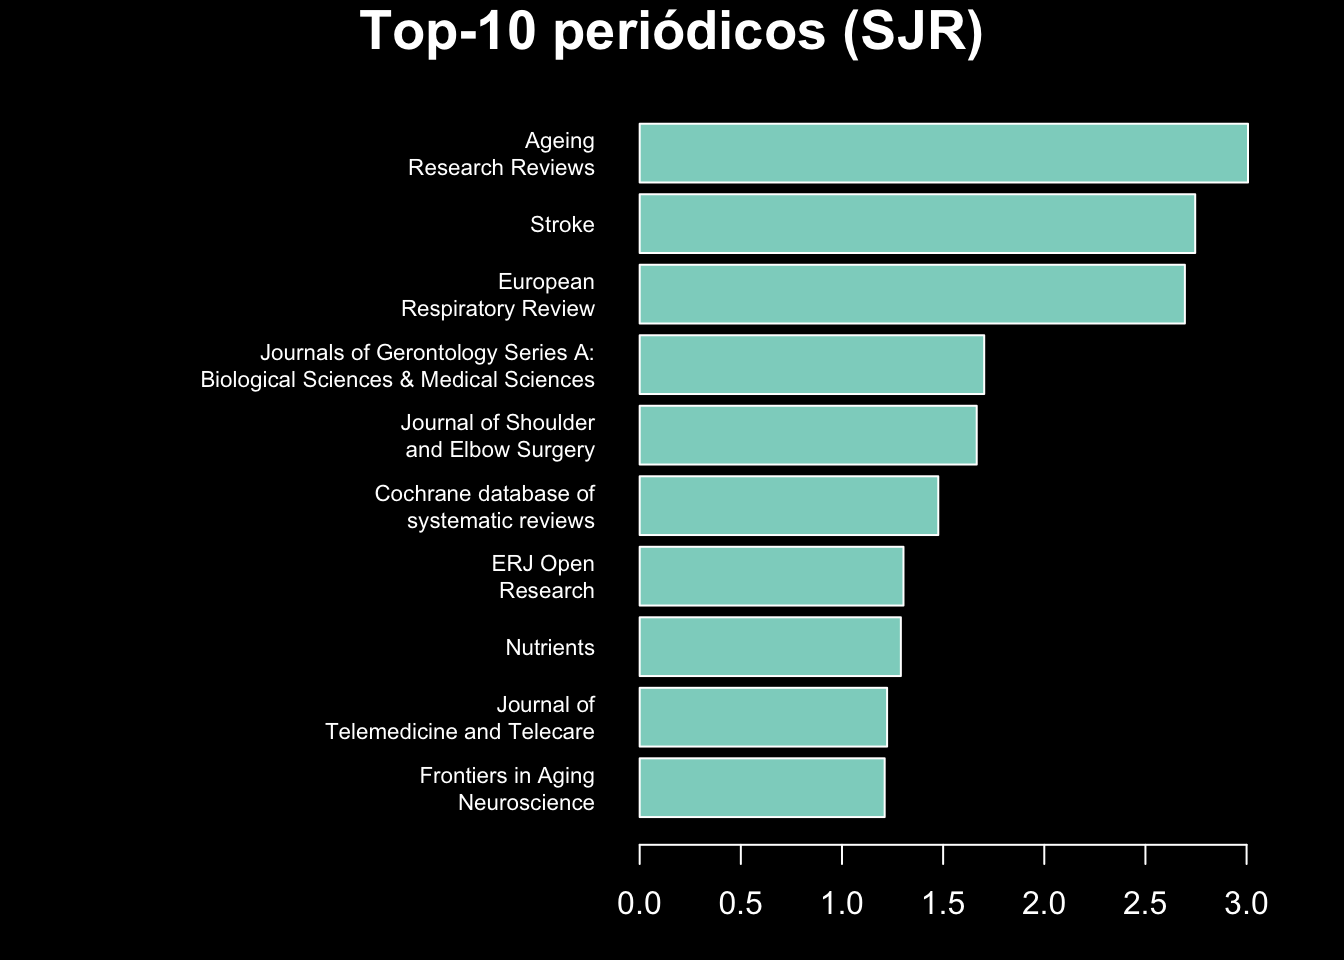 Top-10 periódicos (SJR)
Ageing
Research Reviews
Stroke
European
Respiratory Review
Journals of Gerontology Series A:
Biological Sciences & Medical Sciences
Journal of Shoulder
and Elbow Surgery
Cochrane database of
systematic reviews
ERJ Open
Research
Nutrients
Journal of
Telemedicine and Telecare
Frontiers in Aging
Neuroscience
0.0 0.5 1.0 1.5 2.0 2.5 3.0